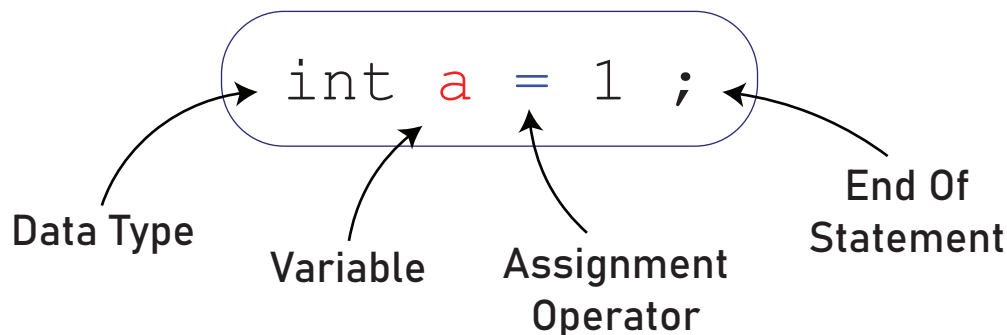 int a = 1 ;
Data Type
Variable
Assignment
Operator
End Of
Statement